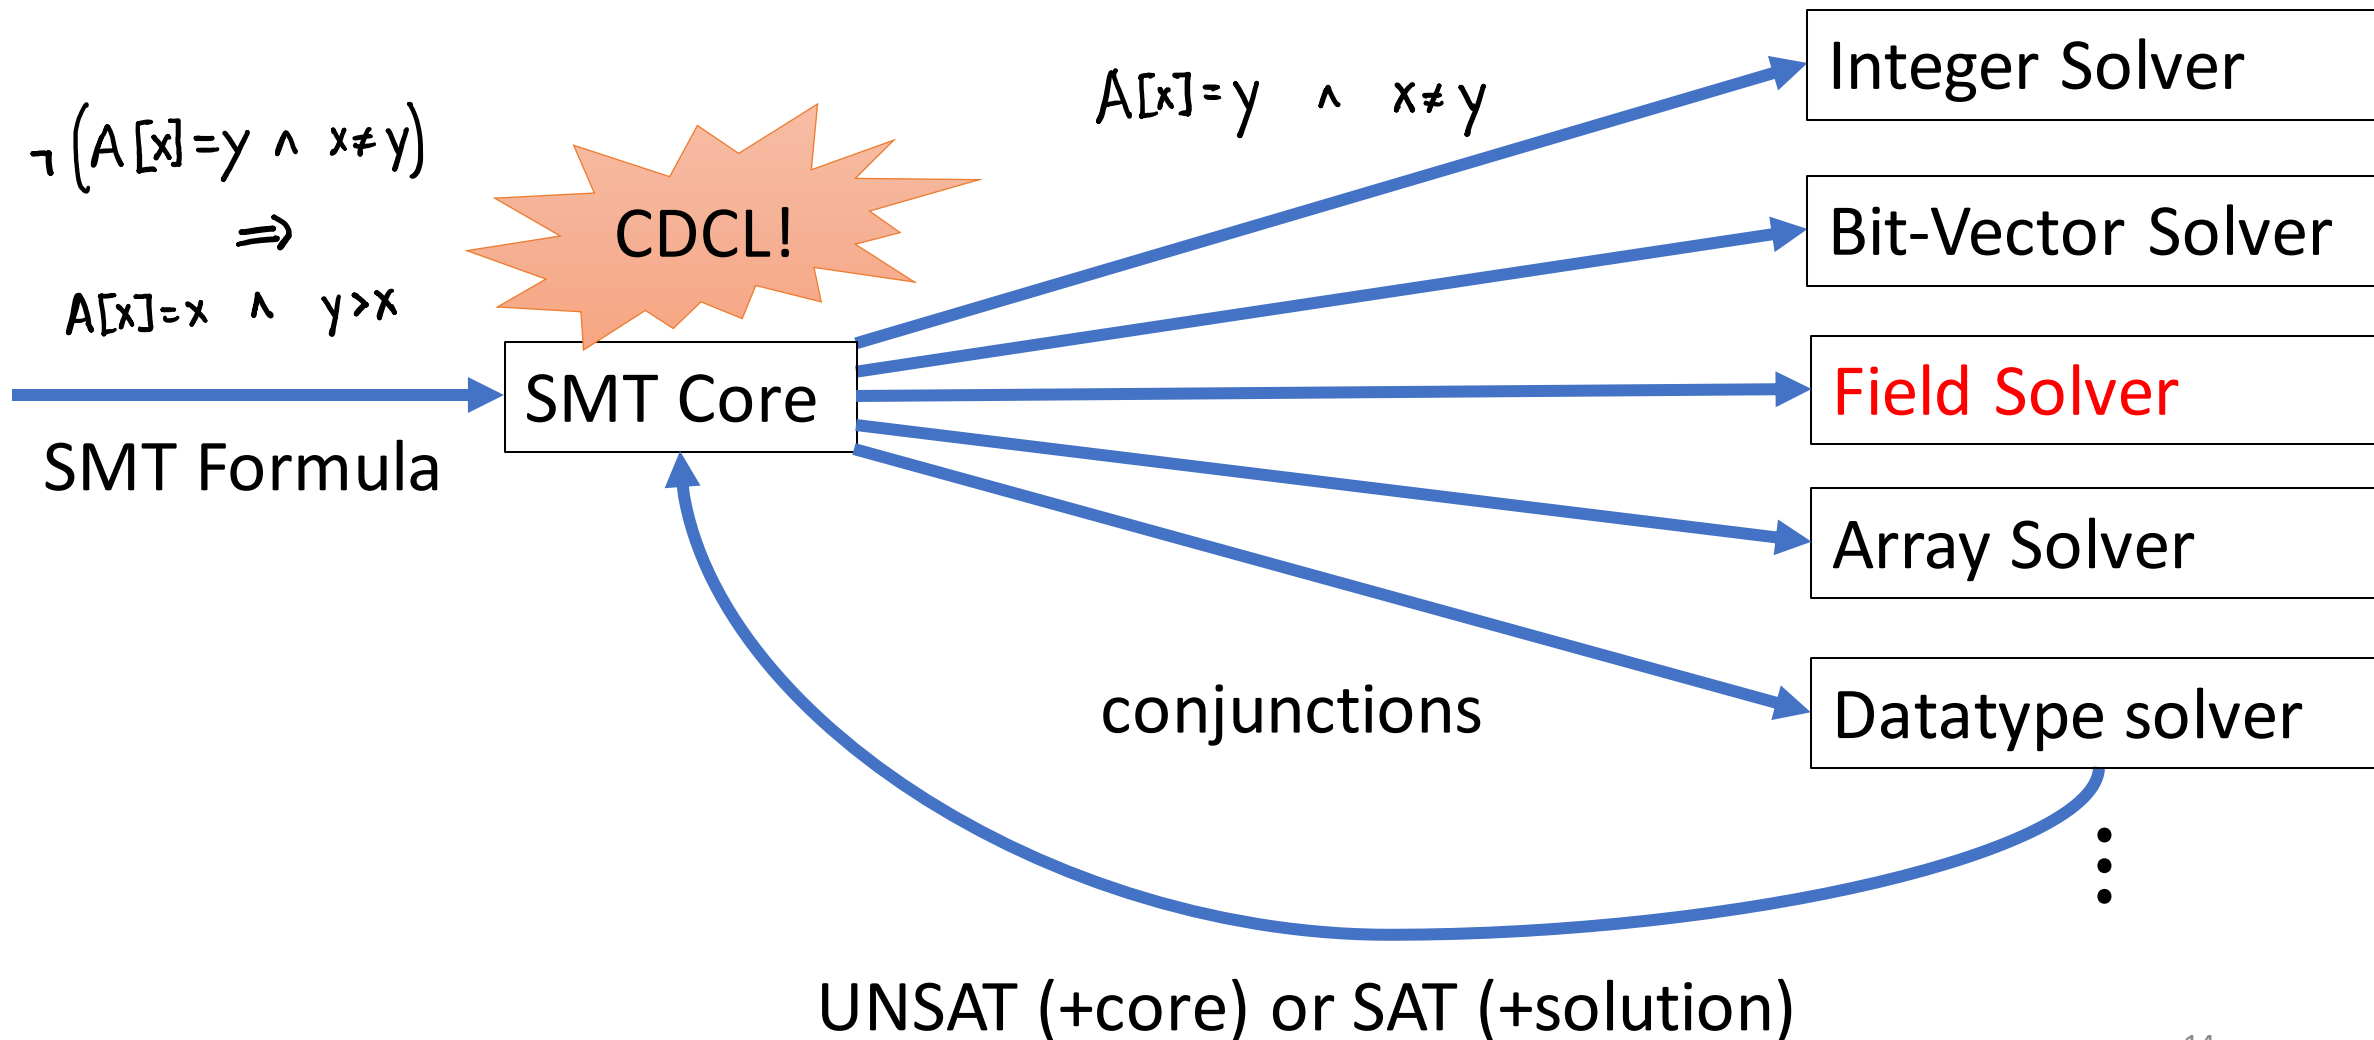 ¬(A[x]=y ∧ x≠y)
⇒
A[x]=x ∧ y>x
SMT Formula
CDCL!
SMT Core
A[x]=y ∧ x≠y
Integer Solver
Bit-Vector Solver
Field Solver
Array Solver
Datatype solver
conjunctions
UNSAT (+core) or SAT (+solution)